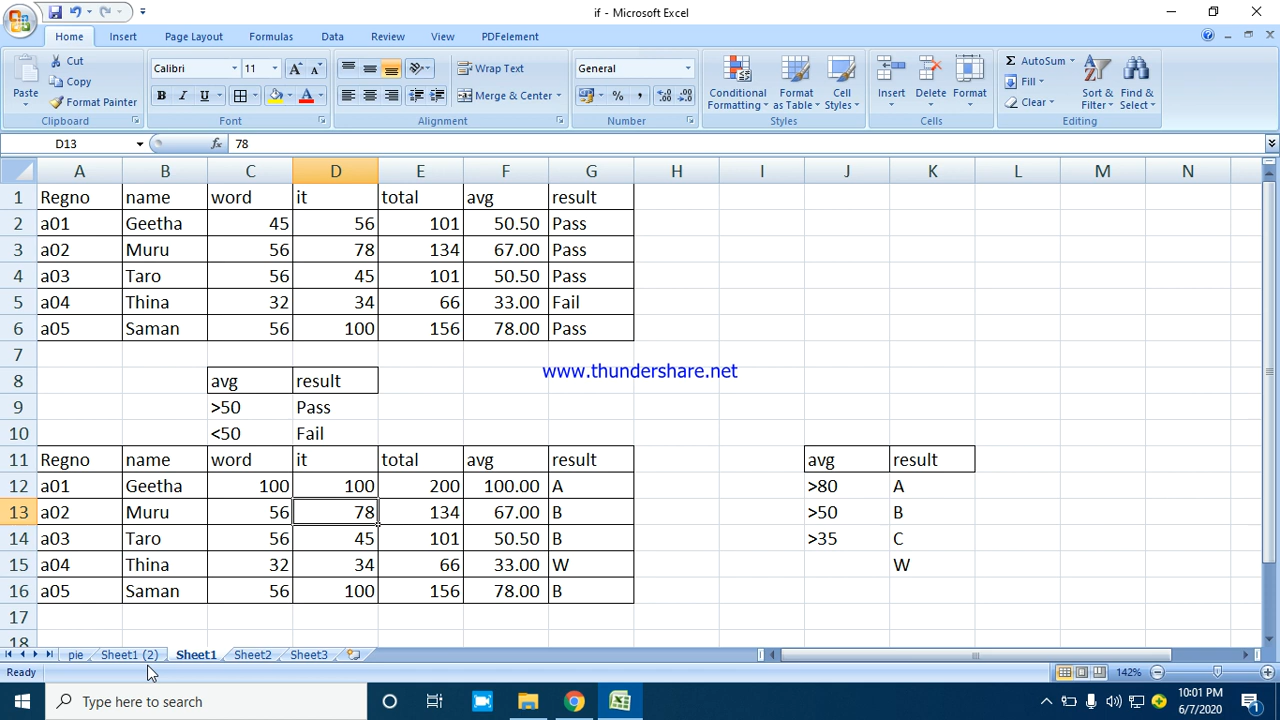 if - Microsoft Excel
Home Insert Page Layout Formulas Data Review View PDFelement
Paste
Cut
Copy
Format Painter
Clipboard
Calibri 11
Font
Wrap Text
Merge & Center
Alignment
General
Number
Conditional Formatting
Format as Table
Cell Styles
Styles
Insert Delete Format
Cells
AutoSum
Fill
Clear
Sort & Filter
Find & Select
Editing
D13 fx 78
A B C D E F G H I J K L M N
1 Regno name word it total avg result
2 a01 Geetha 45 56 101 50.50 Pass
3 a02 Muru 56 78 134 67.00 Pass
4 a03 Taro 56 45 101 50.50 Pass
5 a04 Thina 32 34 66 33.00 Fail
6 a05 Saman 56 100 156 78.00 Pass
7
www.thundershare.net
8 avg result
9 >50 Pass
10 <50 Fail
11 Regno name word it total avg result avg result
12 a01 Geetha 100 100 200 100.00 A >80 A
13 a02 Muru 56 78 134 67.00 B >50 B
14 a03 Taro 56 45 101 50.50 B >35 C
15 a04 Thina 32 34 66 33.00 W W
16 a05 Saman 56 100 156 78.00 B
17
18
pie Sheet1 (2) Sheet1 Sheet2 Sheet3
Ready 142%
Type here to search
10:01 PM
6/7/2020
1